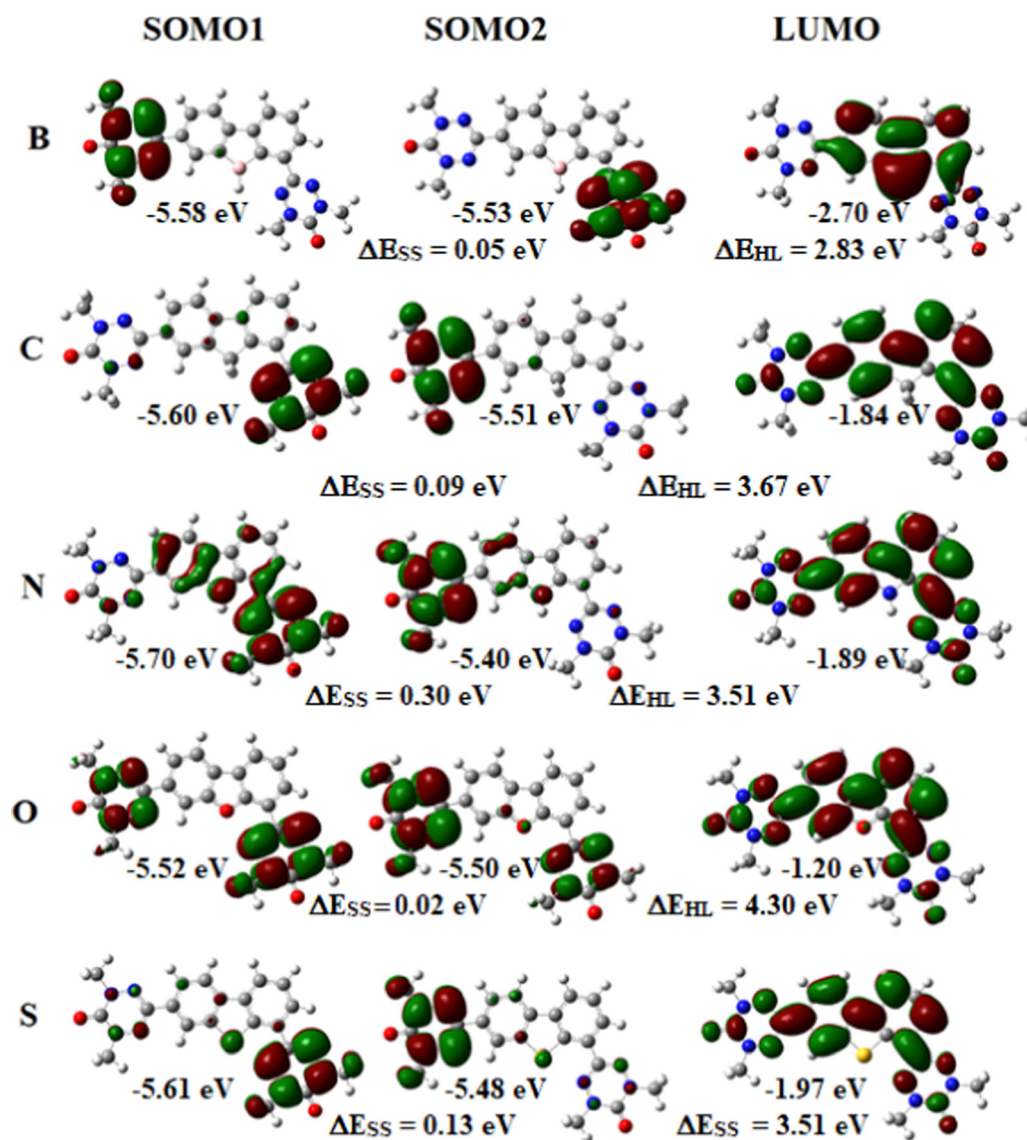 SOMO1 SOMO2 LUMO
B
-5.58 eV -5.53 eV -2.70 eV
ΔESS = 0.05 eV ΔEHL = 2.83 eV
C
-5.60 eV -5.51 eV -1.84 eV
ΔESS = 0.09 eV ΔEHL = 3.67 eV
N
-5.70 eV -5.40 eV -1.89 eV
ΔESS = 0.30 eV ΔEHL = 3.51 eV
O
-5.52 eV -5.50 eV -1.20 eV
ΔESS = 0.02 eV ΔEHL = 4.30 eV
S
-5.61 eV -5.48 eV -1.97 eV
ΔESS = 0.13 eV ΔESS = 3.51 eV